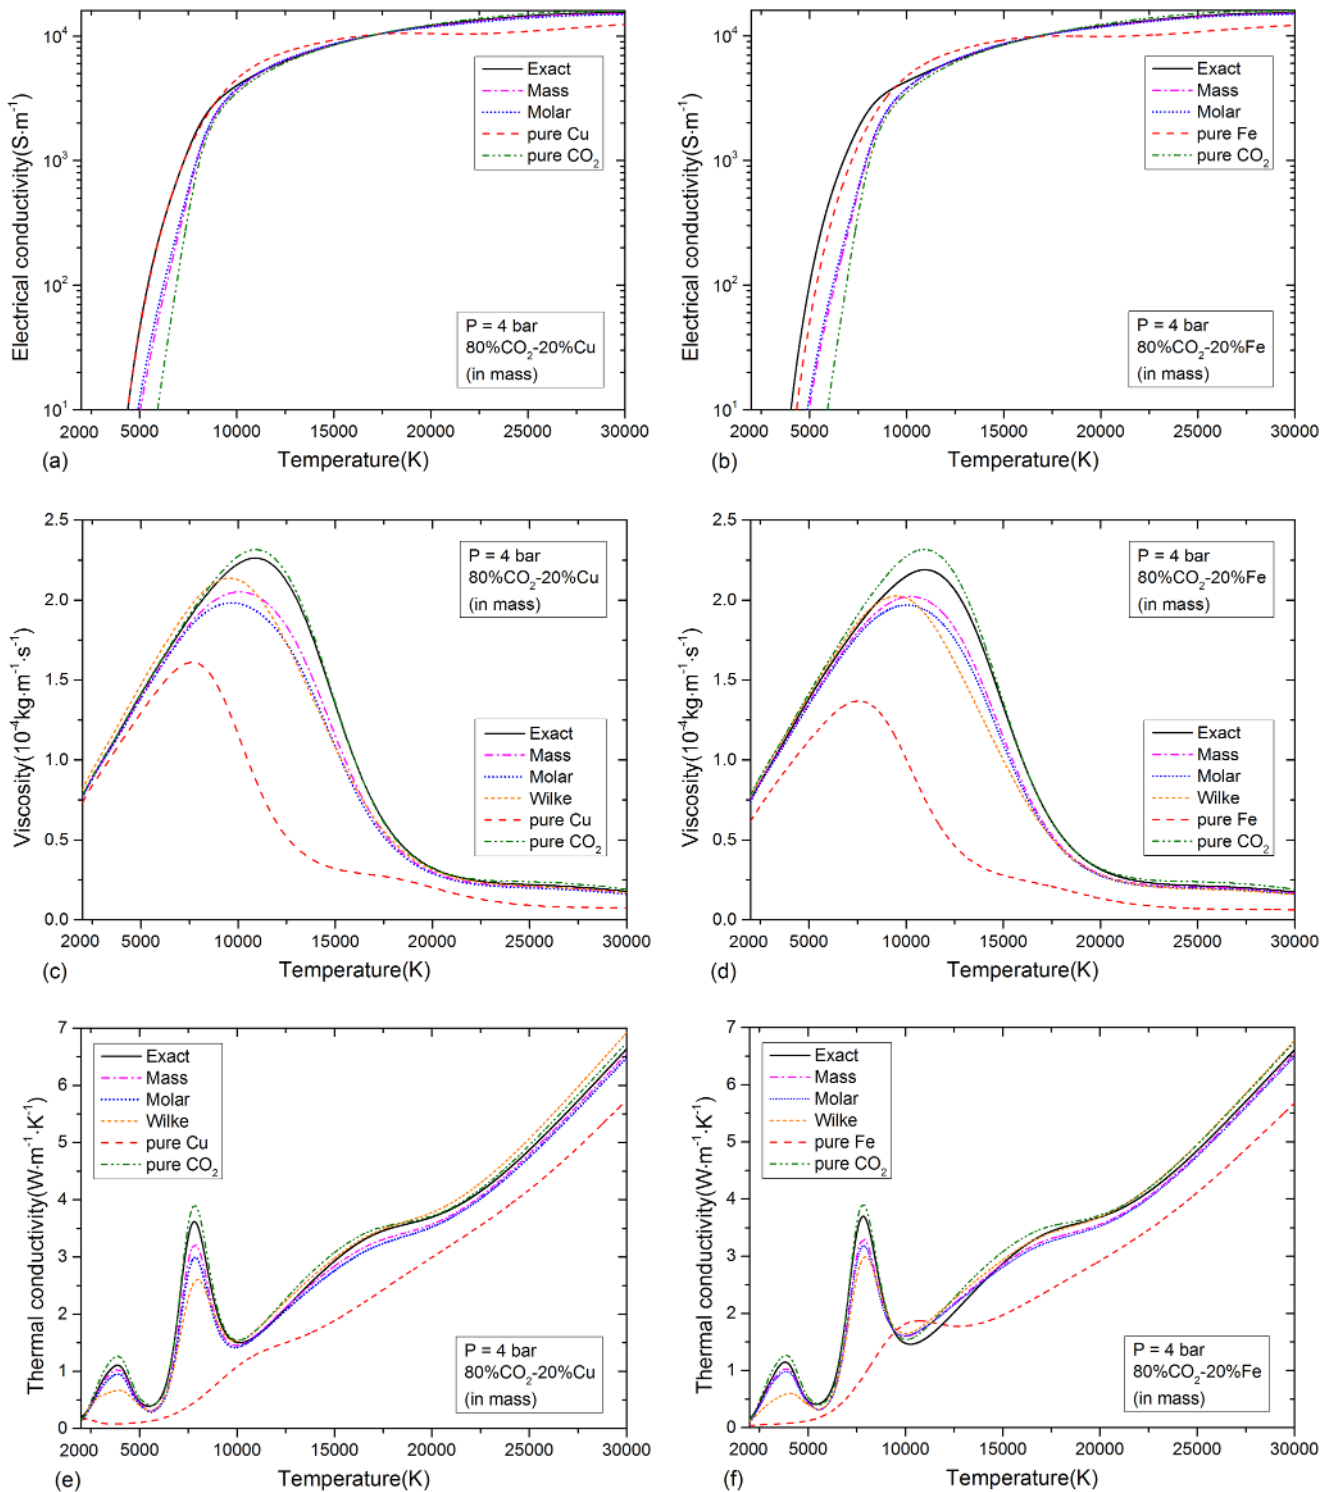 Electrical conductivity(S·m⁻¹)
10⁴
10³
10²
10¹
Exact
Mass
Molar
pure Cu
pure CO₂
P = 4 bar
80%CO₂-20%Cu
(in mass)
2000 5000 10000 15000 20000 25000 30000
(a) Temperature(K)
Electrical conductivity(S·m⁻¹)
10⁴
10³
10²
10¹
Exact
Mass
Molar
pure Fe
pure CO₂
P = 4 bar
80%CO₂-20%Fe
(in mass)
2000 5000 10000 15000 20000 25000 30000
(b) Temperature(K)
Viscosity(10⁻⁴kg·m⁻¹·s⁻¹)
2.5
2.0
1.5
1.0
0.5
0.0
P = 4 bar
80%CO₂-20%Cu
(in mass)
Exact
Mass
Molar
Wilke
pure Cu
pure CO₂
2000 5000 10000 15000 20000 25000 30000
(c) Temperature(K)
Viscosity(10⁻⁴kg·m⁻¹·s⁻¹)
2.5
2.0
1.5
1.0
0.5
0.0
P = 4 bar
80%CO₂-20%Fe
(in mass)
Exact
Mass
Molar
Wilke
pure Fe
pure CO₂
2000 5000 10000 15000 20000 25000 30000
(d) Temperature(K)
Thermal conductivity(W·m⁻¹·K⁻¹)
7
6
5
4
3
2
1
0
Exact
Mass
Molar
Wilke
pure Cu
pure CO₂
P = 4 bar
80%CO₂-20%Cu
(in mass)
2000 5000 10000 15000 20000 25000 30000
(e) Temperature(K)
Thermal conductivity(W·m⁻¹·K⁻¹)
7
6
5
4
3
2
1
0
Exact
Mass
Molar
Wilke
pure Fe
pure CO₂
P = 4 bar
80%CO₂-20%Fe
(in mass)
2000 5000 10000 15000 20000 25000 30000
(f) Temperature(K)